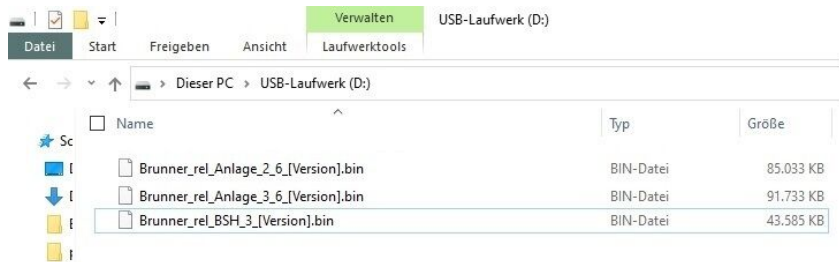 Verwalten USB-Laufwerk (D:)
Datei Start Freigeben Ansicht Laufwerktools
Dieser PC > USB-Laufwerk (D:)
Name Typ Größe
Sc
Brunner_rel_Anlage_2_6_[Version].bin BIN-Datei 85.033 KB
Brunner_rel_Anlage_3_6_[Version].bin BIN-Datei 91.733 KB
Brunner_rel_BSH_3_[Version].bin BIN-Datei 43.585 KB